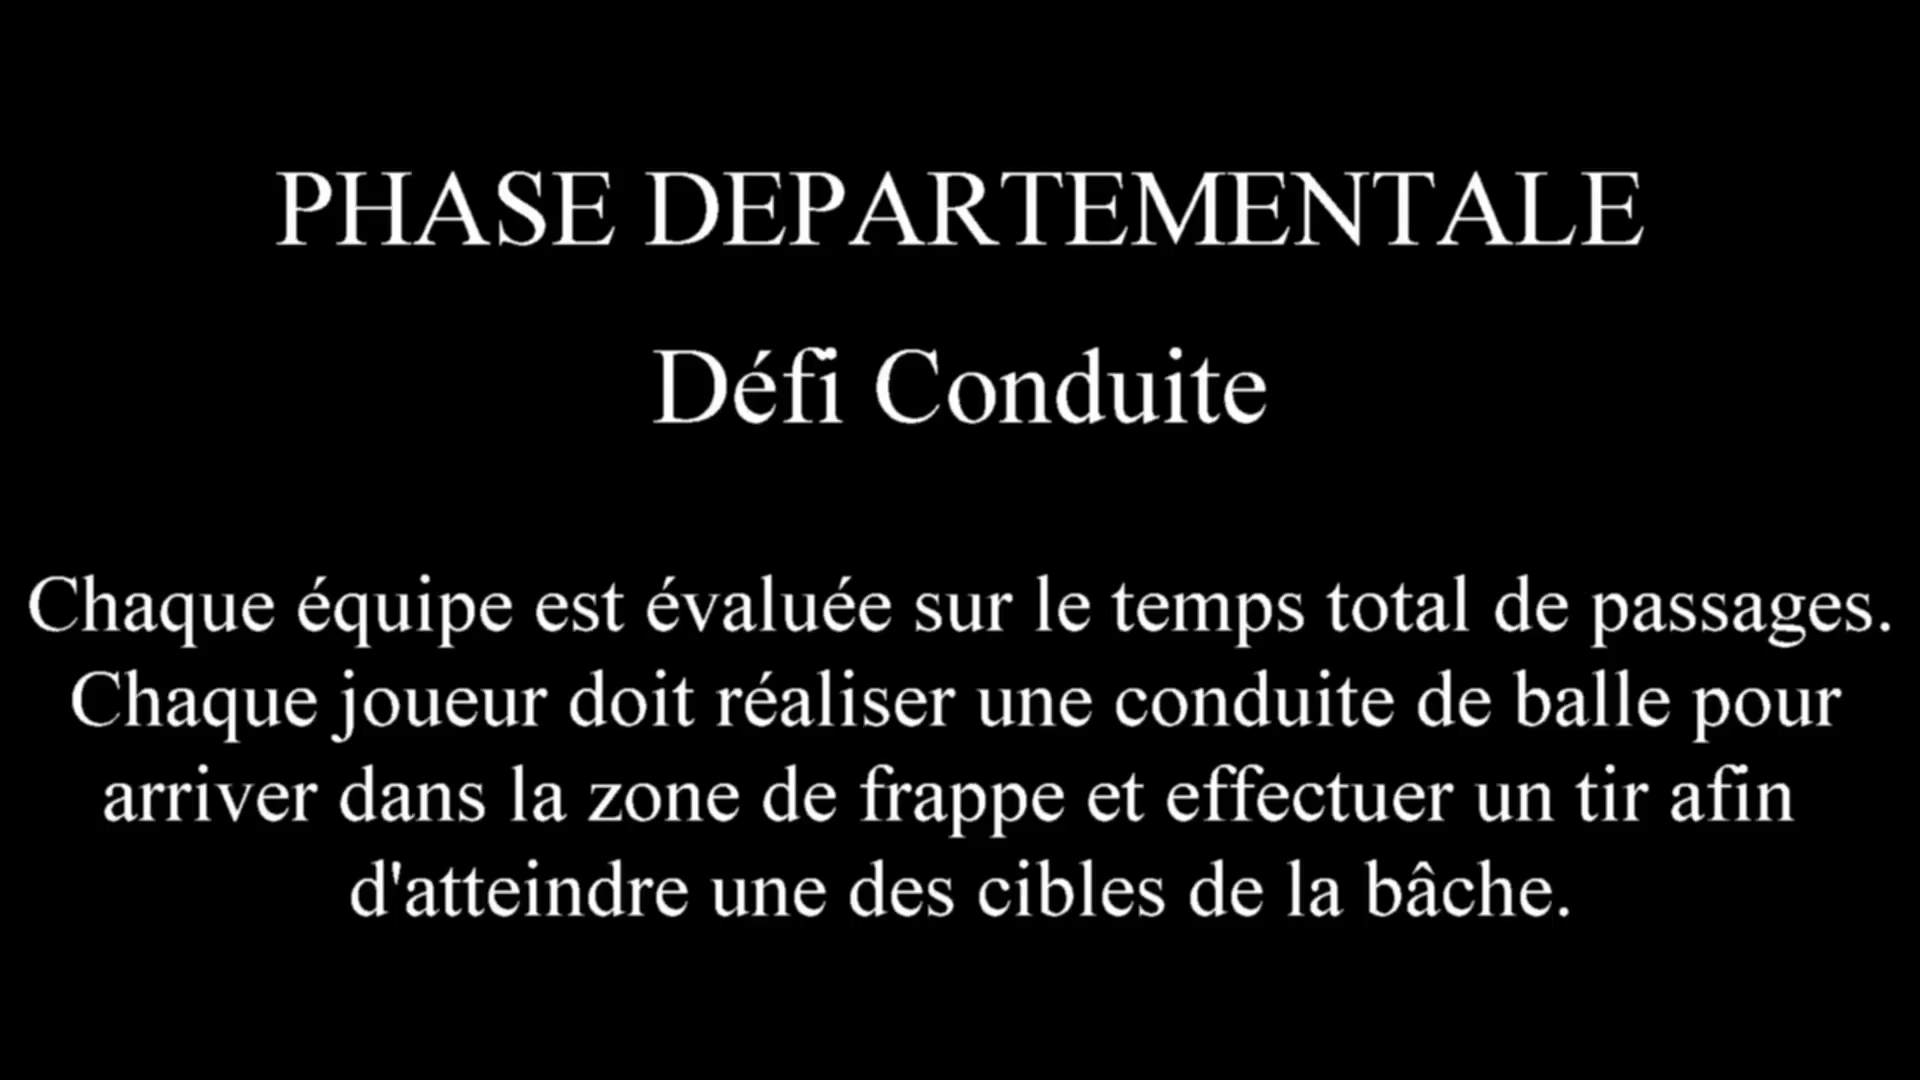 PHASE DEPARTEMENTALE
Défi Conduite
Chaque équipe est évaluée sur le temps total de passages.
Chaque joueur doit réaliser une conduite de balle pour
arriver dans la zone de frappe et effectuer un tir afin
d'atteindre une des cibles de la bâche.